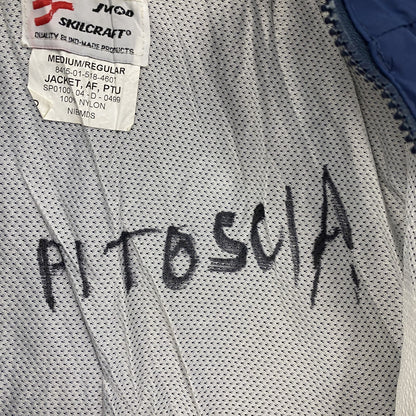 JWOD
SKILCRAFT
QUALITY BLIND-MADE PRODUCTS
MEDIUM/REGULAR
8415-01-518-4601
JACKET, AF, PTU
SP0100 04-D-0499
100% NYLON
NIBMDS
PITOSCIA